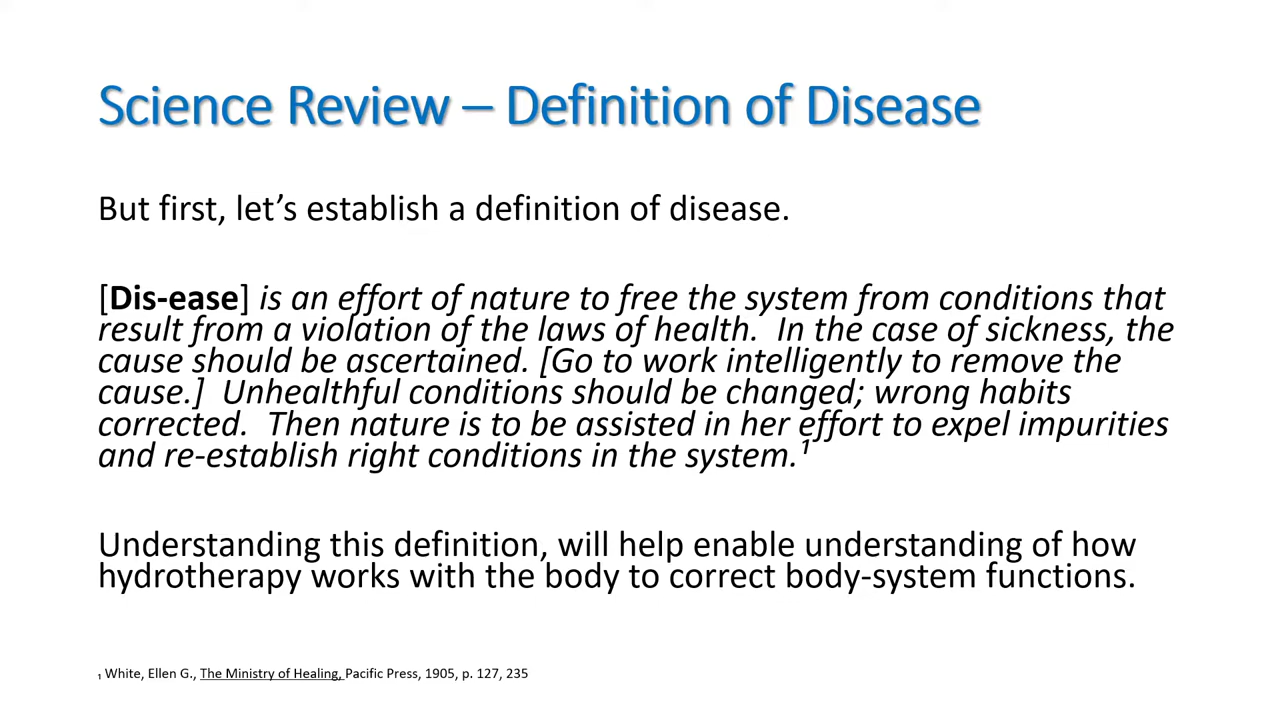 Science Review – Definition of Disease
But first, let’s establish a definition of disease.
[Dis-ease] is an effort of nature to free the system from conditions that
result from a violation of the laws of health.  In the case of sickness, the
cause should be ascertained. [Go to work intelligently to remove the
cause.]  Unhealthful conditions should be changed; wrong habits
corrected.  Then nature is to be assisted in her effort to expel impurities
and re-establish right conditions in the system.¹
Understanding this definition, will help enable understanding of how
hydrotherapy works with the body to correct body-system functions.
₁ White, Ellen G., The Ministry of Healing, Pacific Press, 1905, p. 127, 235